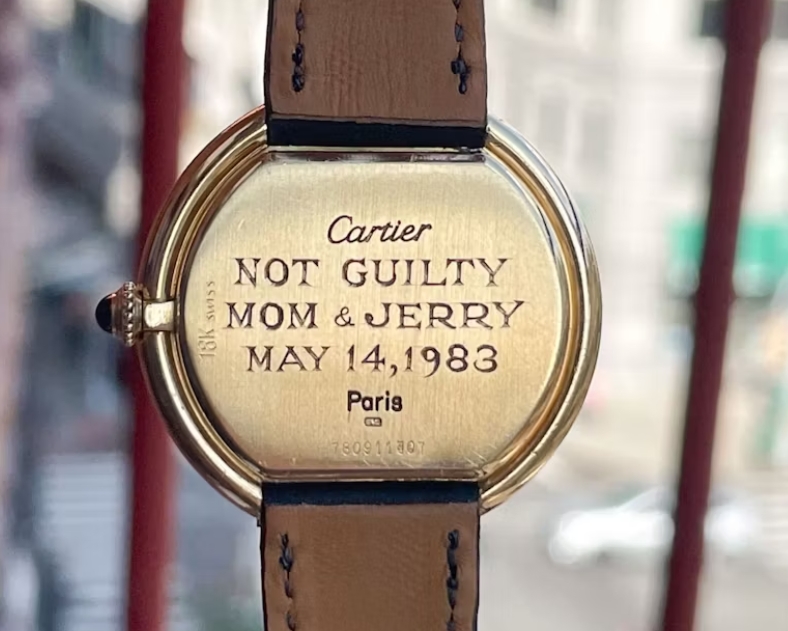 Cartier
NOT GUILTY
MOM & JERRY
MAY 14, 1983
Paris
18K SWISS